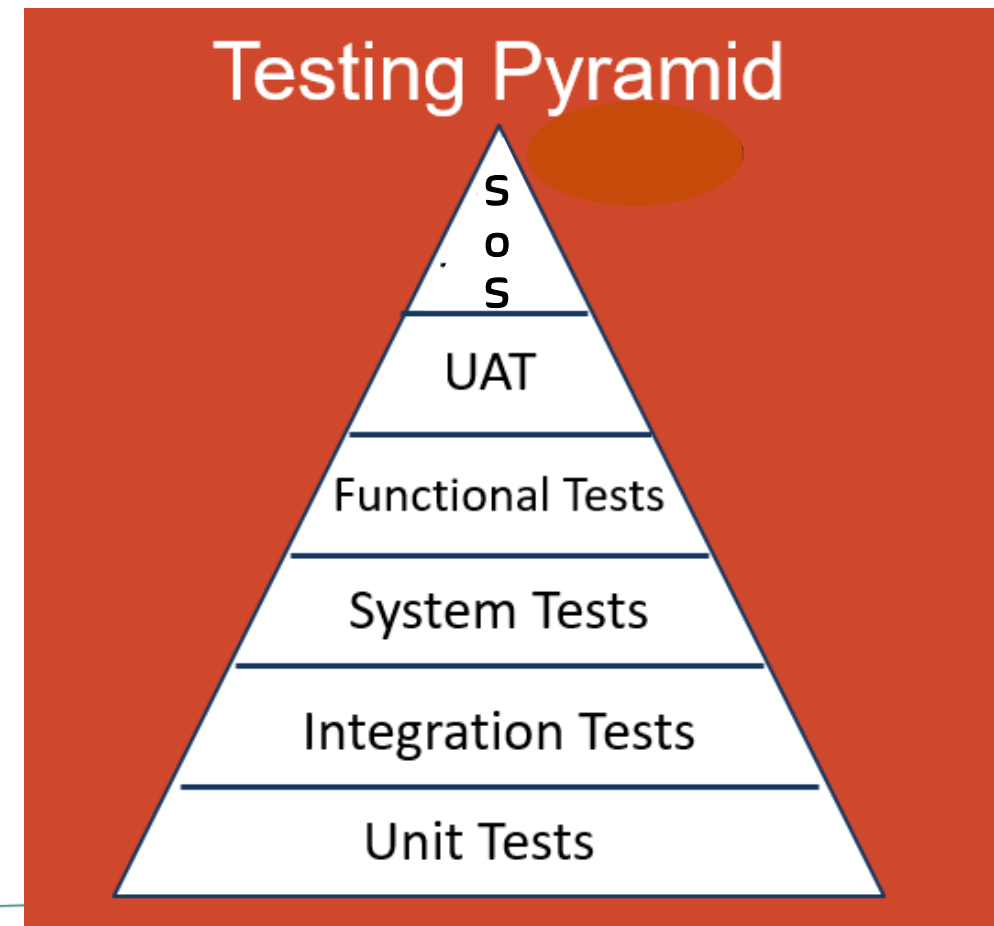 Testing Pyramid
S
o
S
UAT
Functional Tests
System Tests
Integration Tests
Unit Tests